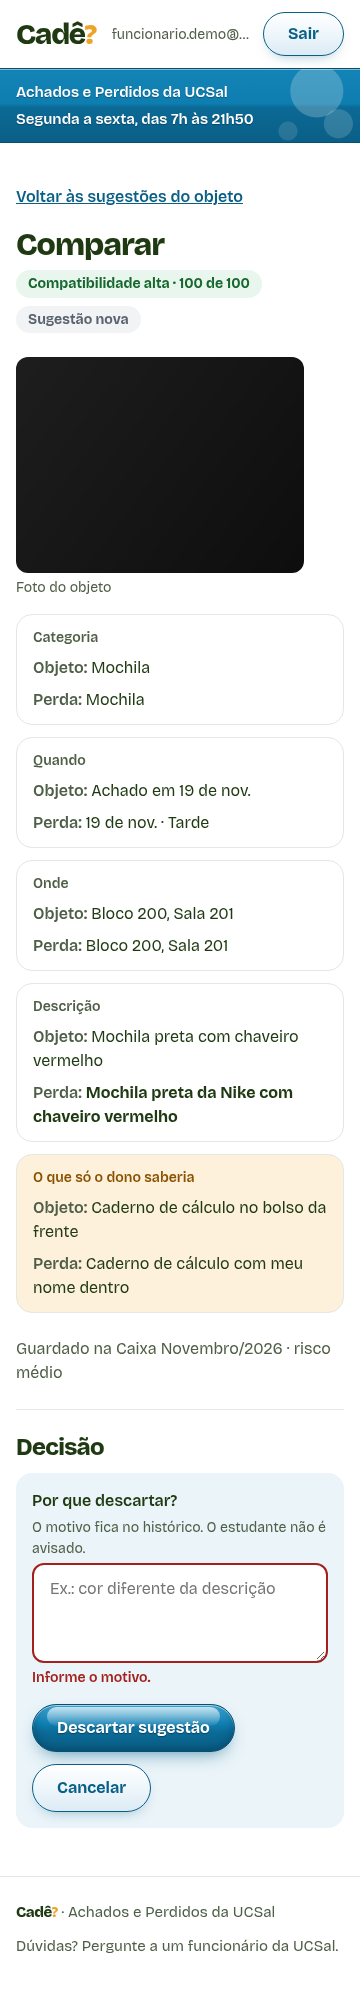 Cadê? funcionario.demo@... Sair
Achados e Perdidos da UCSal
Segunda a sexta, das 7h às 21h50
Voltar às sugestões do objeto
Comparar
Compatibilidade alta · 100 de 100
Sugestão nova
Foto do objeto
Categoria
Objeto: Mochila
Perda: Mochila
Quando
Objeto: Achado em 19 de nov.
Perda: 19 de nov. · Tarde
Onde
Objeto: Bloco 200, Sala 201
Perda: Bloco 200, Sala 201
Descrição
Objeto: Mochila preta com chaveiro
vermelho
Perda: Mochila preta da Nike com
chaveiro vermelho
O que só o dono saberia
Objeto: Caderno de cálculo no bolso da
frente
Perda: Caderno de cálculo com meu
nome dentro
Guardado na Caixa Novembro/2026 · risco
médio
Decisão
Por que descartar?
O motivo fica no histórico. O estudante não é
avisado.
Ex.: cor diferente da descrição
Informe o motivo.
Descartar sugestão
Cancelar
Cadê? · Achados e Perdidos da UCSal
Dúvidas? Pergunte a um funcionário da UCSal.